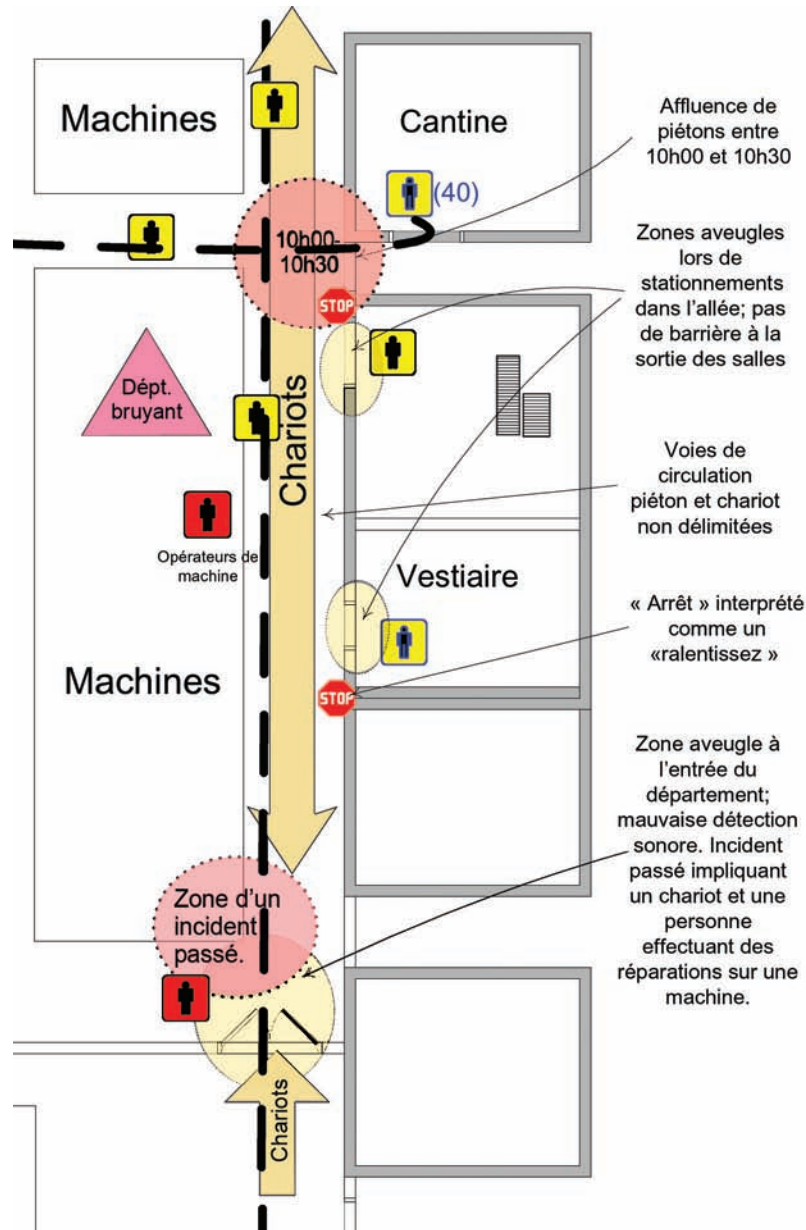 Machines
Cantine
(40)
10h00-
10h30
STOP
Dépt.
bruyant
Chariots
Opérateurs de
machine
Vestiaire
Machines
STOP
Zone d'un
incident
passé.
Chariots
Affluence de
piétons entre
10h00 et 10h30
Zones aveugles
lors de
stationnements
dans l'allée; pas
de barrière à la
sortie des salles
Voies de
circulation
piéton et chariot
non délimitées
« Arrêt » interprété
comme un
«ralentissez »
Zone aveugle à
l'entrée du
département;
mauvaise détection
sonore. Incident
passé impliquant
un chariot et une
personne
effectuant des
réparations sur une
machine.